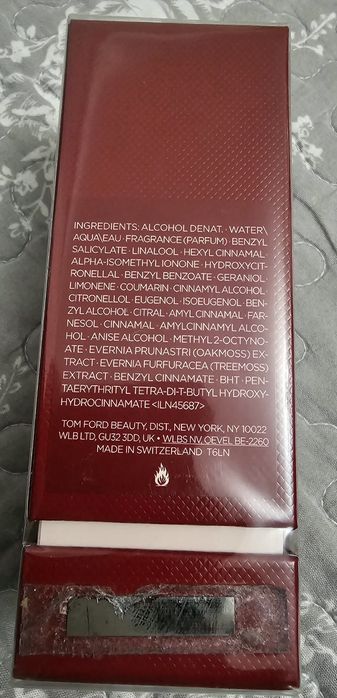 INGREDIENTS: ALCOHOL DENAT. · WATER\
AQUA\EAU · FRAGRANCE (PARFUM) · BENZYL
SALICYLATE · LINALOOL · HEXYL CINNAMAL
ALPHA-ISOMETHYL IONONE · HYDROXYCIT-
RONELLAL · BENZYL BENZOATE · GERANIOL
LIMONENE · COUMARIN · CINNAMYL ALCOHOL
CITRONELLOL · EUGENOL · ISOEUGENOL · BEN-
ZYL ALCOHOL · CITRAL · AMYL CINNAMAL · FAR-
NESOL · CINNAMAL · AMYLCINNAMYL ALCO-
HOL · ANISE ALCOHOL · METHYL 2-OCTYNO-
ATE · EVERNIA PRUNASTRI (OAKMOSS) EX-
TRACT · EVERNIA FURFURACEA (TREEMOSS)
EXTRACT · BENZYL CINNAMATE · BHT · PEN-
TAERYTHRITYL TETRA-DI-T-BUTYL HYDROXY-
HYDROCINNAMATE <ILN45687>
TOM FORD BEAUTY, DIST., NEW YORK, NY 10022
WLB LTD, GU32 3DD, UK • WLBS NV, OEVEL BE-2260
MADE IN SWITZERLAND T6LN